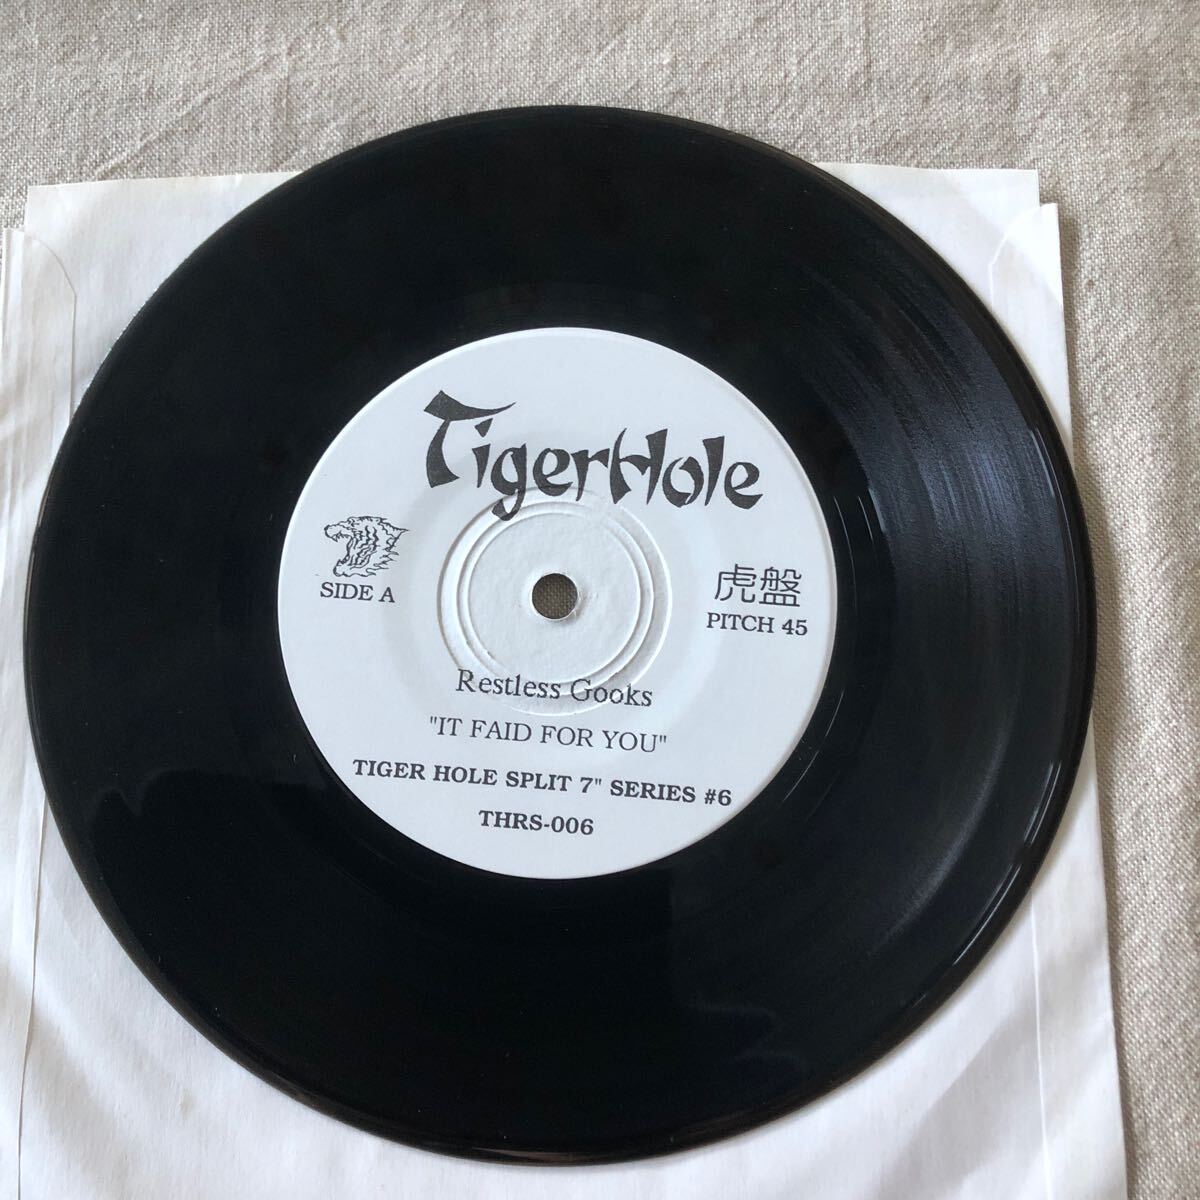 TigerHole
SIDE A
虎盤
PITCH 45
Restless Gooks
"IT FAID FOR YOU"
TIGER HOLE SPLIT 7" SERIES #6
THRS-006